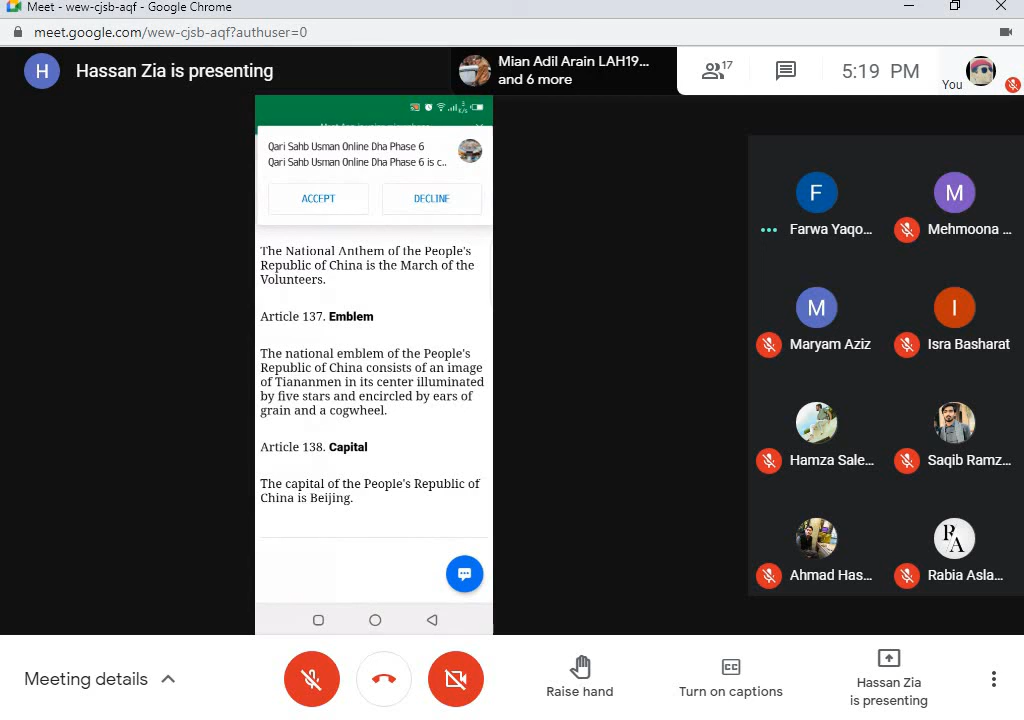 Meet - wew-cjsb-aqf - Google Chrome
meet.google.com/wew-cjsb-aqf?authuser=0
H
Hassan Zia is presenting
Mian Adil Arain LAH19...
and 6 more
17
5:19 PM
You
Qari Sahb Usman Online Dha Phase 6
Qari Sahb Usman Online Dha Phase 6 is c..
ACCEPT
DECLINE
The National Anthem of the People's
Republic of China is the March of the
Volunteers.
Article 137. Emblem
The national emblem of the People's
Republic of China consists of an image
of Tiananmen in its center illuminated
by five stars and encircled by ears of
grain and a cogwheel.
Article 138. Capital
The capital of the People's Republic of
China is Beijing.
F
M
Farwa Yaqo...
Mehmoona ...
M
I
Maryam Aziz
Isra Basharat
Hamza Sale...
Saqib Ramz...
RA
Ahmad Has...
Rabia Asla...
Meeting details
Raise hand
CC
Turn on captions
Hassan Zia
is presenting